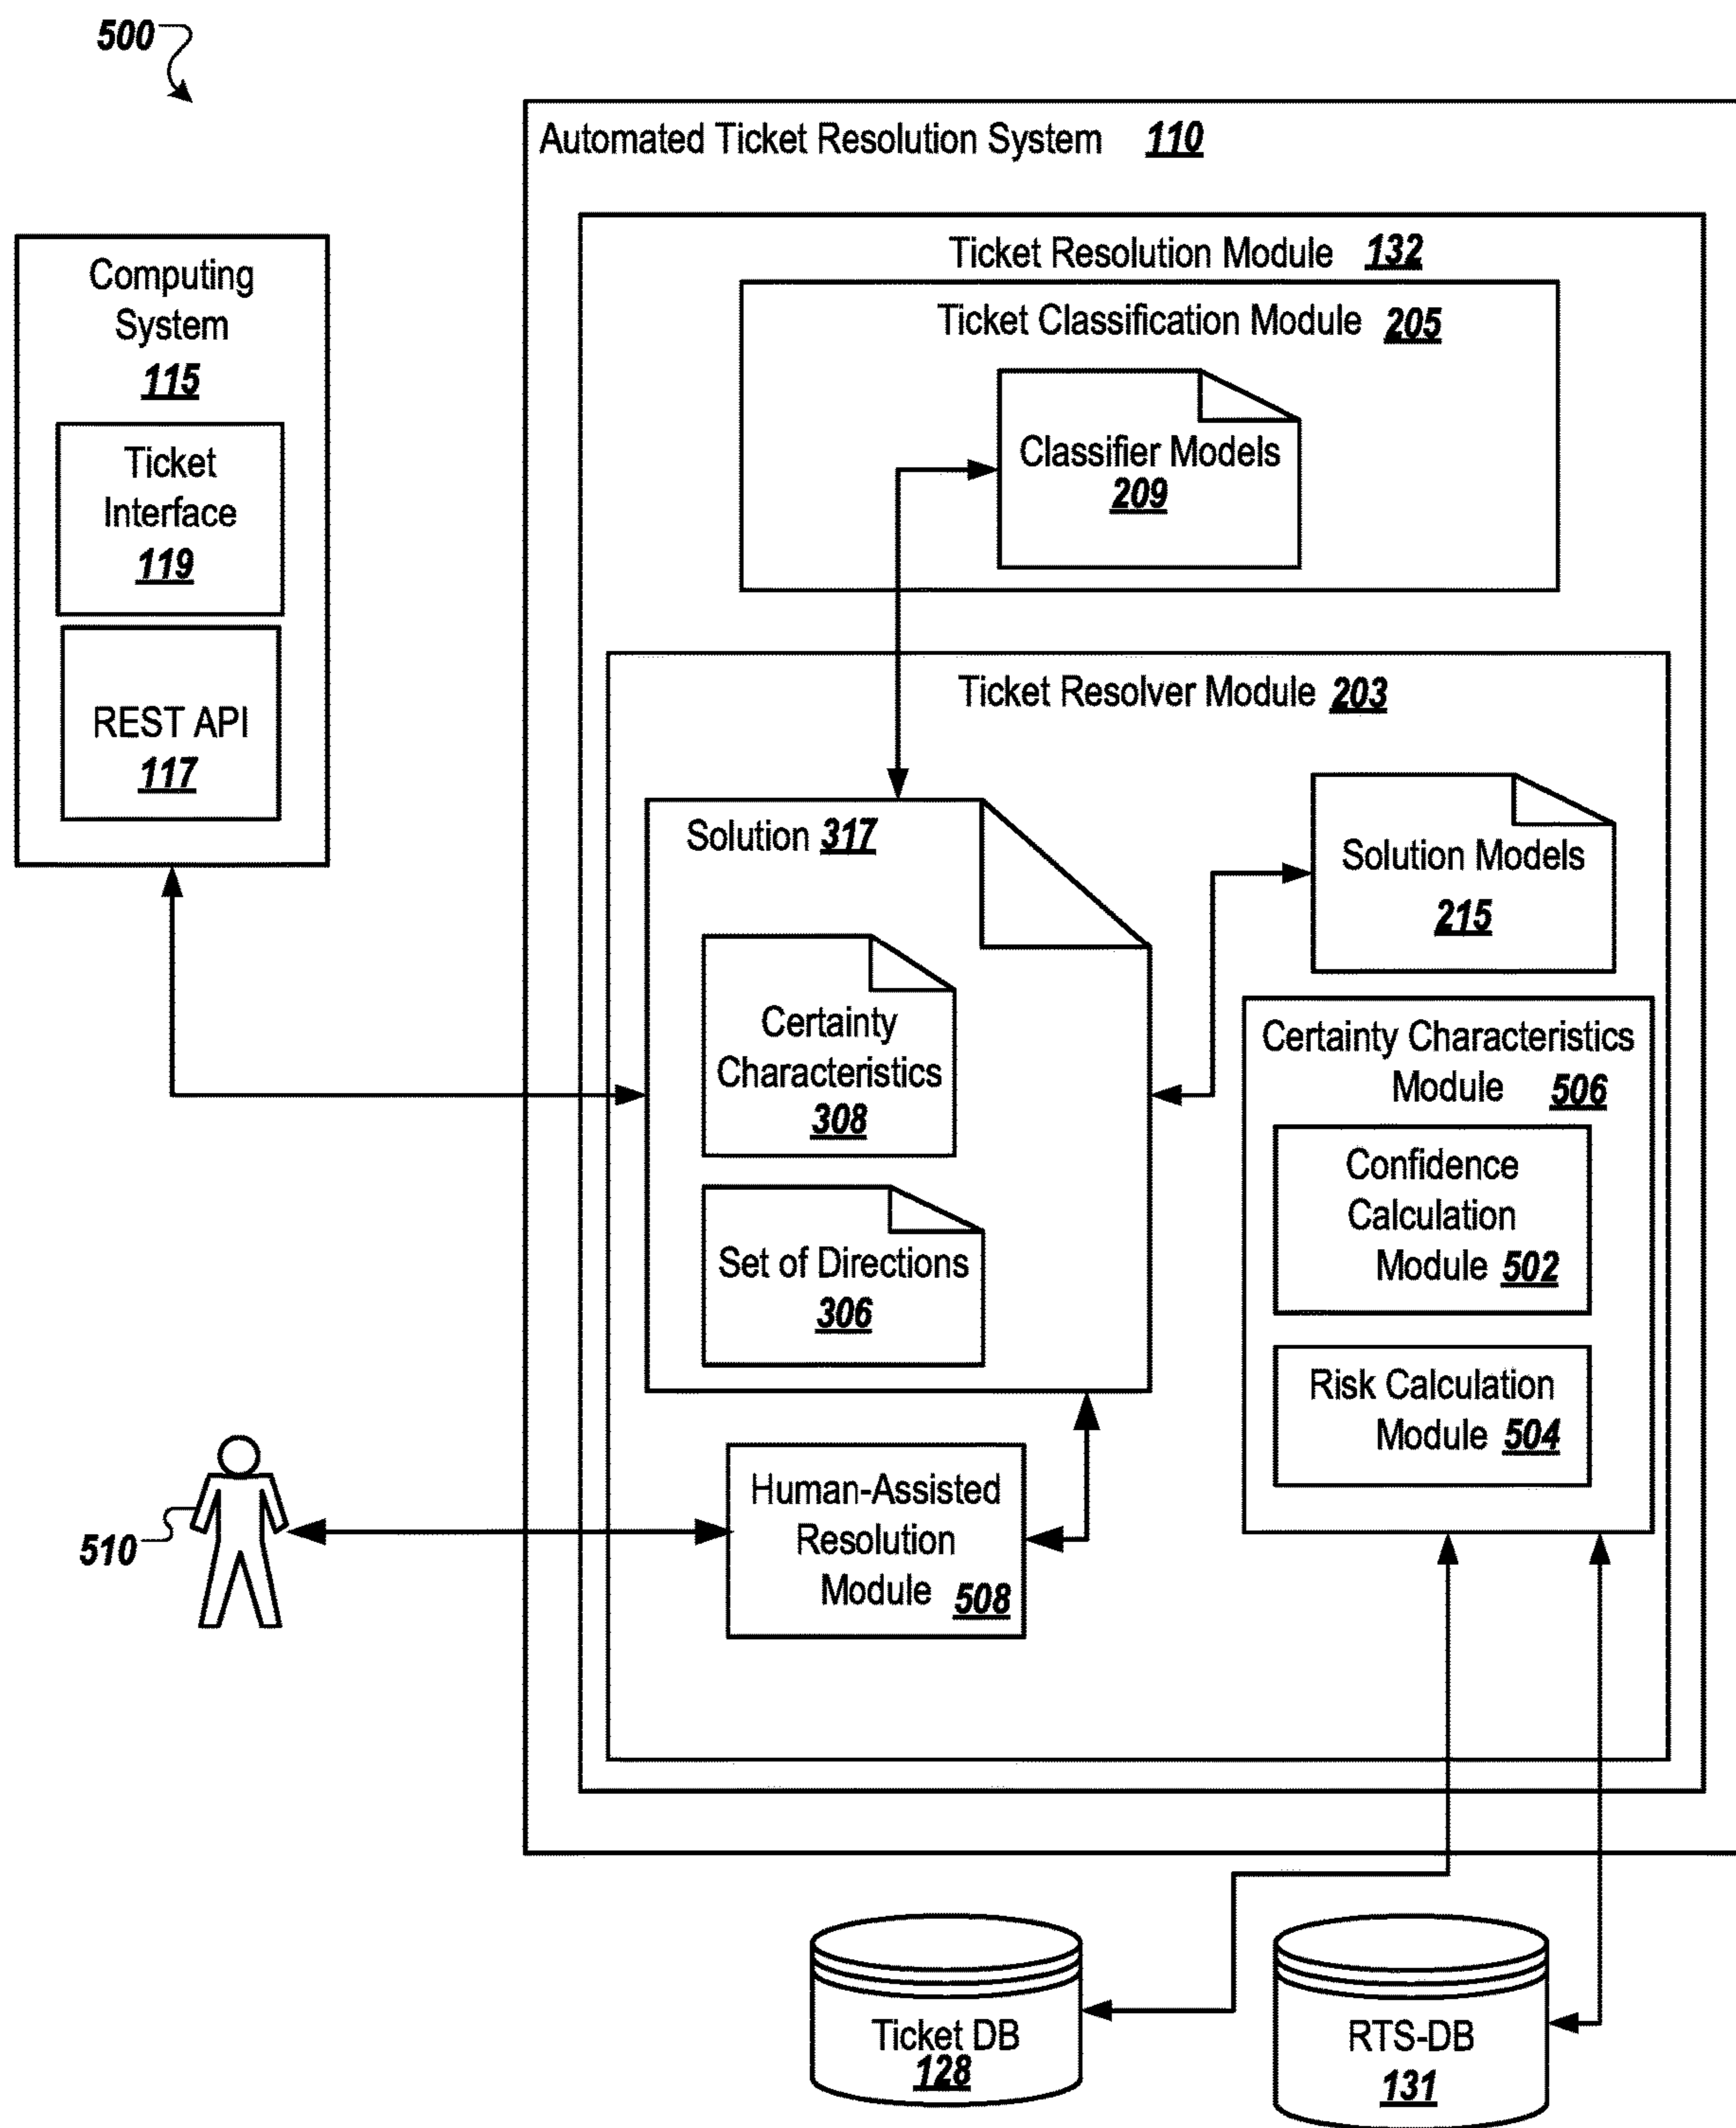 500
Automated Ticket Resolution System 110
Computing
System
115
Ticket
Interface
119
REST API
117
Ticket Resolution Module 132
Ticket Classification Module 205
Classifier Models
209
Ticket Resolver Module 203
Solution 317
Certainty
Characteristics
308
Set of Directions
306
Solution Models
215
Certainty Characteristics
Module 506
Confidence
Calculation
Module 502
Risk Calculation
Module 504
Human-Assisted
Resolution
Module 508
510
Ticket DB
128
RTS-DB
131